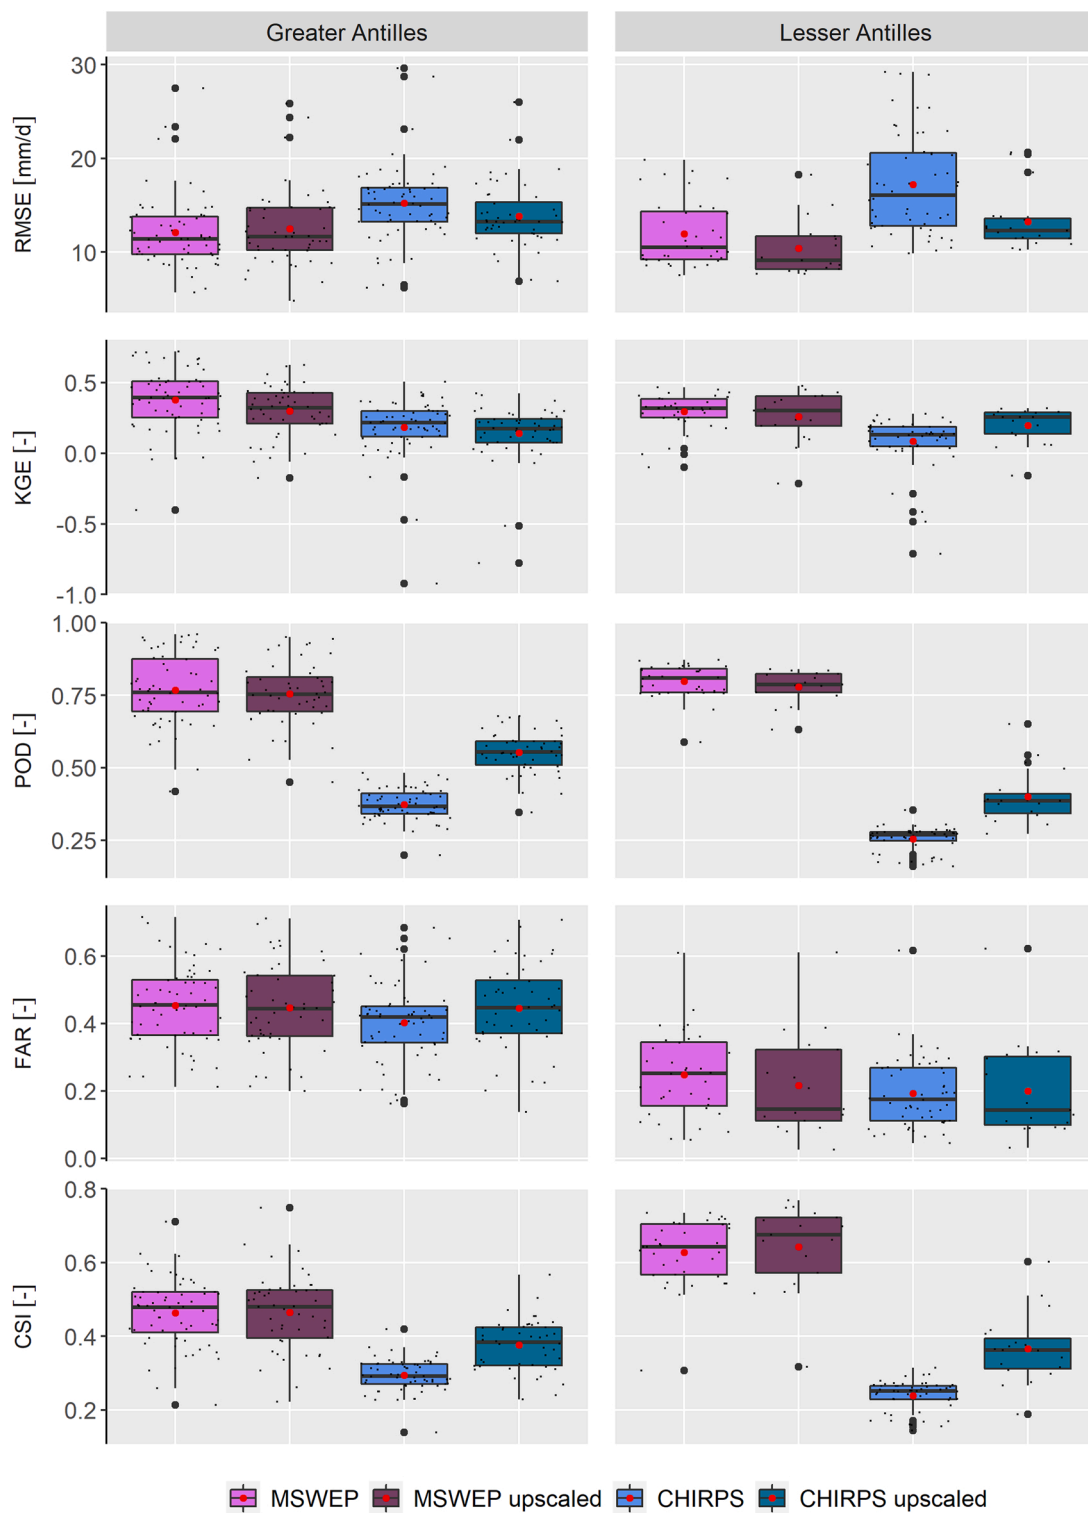 Greater Antilles
Lesser Antilles
RMSE [mm/d]
30
20
10
KGE [-]
0.5
0.0
-0.5
-1.0
POD [-]
1.00
0.75
0.50
0.25
FAR [-]
0.6
0.4
0.2
0.0
CSI [-]
0.8
0.6
0.4
0.2
MSWEP MSWEP upscaled CHIRPS CHIRPS upscaled